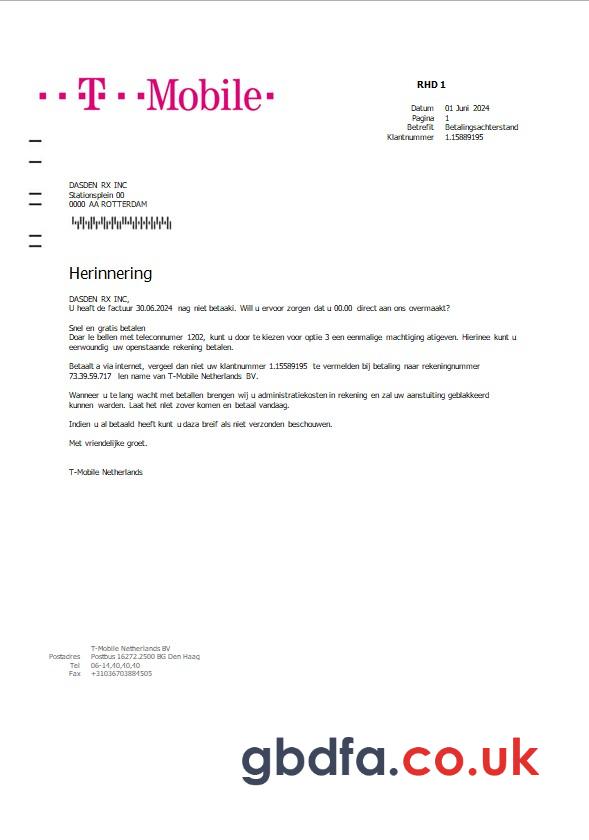 T Mobile
RHD 1
Datum 01 Juni 2024
Pagina 1
Betrefit Betalingsachterstand
Klantnummer 1.15889195
DASDEN RX INC
Stationsplein 00
0000 AA ROTTERDAM
Herinnering
DASDEN RX INC,
U heaft de factuur 30.06.2024 nag niet betaaki. Will u ervoor zorgen dat u 00.00 direct aan ons overmaakt?
Snel en gratis betalen
Doar le bellen met teleconnumer 1202, kunt u door te kiezen voor optie 3 een eenmalige machtiging atigeven. Hierinee kunt u
eerwoundig uw openstaande rekening betalen.
Betaalt a via internet, vergeel dan niet uw klantnummer 1.15589195 te vermelden bij betaling naar rekeningnummer
73.39.59.717 len name van T-Mobile Netherlands BV.
Wanneer u te lang wacht met betallen brengen wij u administratiekosten in rekening en zal uw aanstuiting geblakkeerd
kunnen warden. Laat het niet zover komen en betaal vandaag.
Indien u al betaald heeft kunt u daza breif als niet verzonden beschouwen.
Met vriendelijke groet.
T-Mobile Netherlands
T-Mobile Netherlands BV
Postadres Postbus 16272.2500 BG Den Haag
Tel 06-14,40,40,40
Fax +31036703884505
gbdfa.co.uk